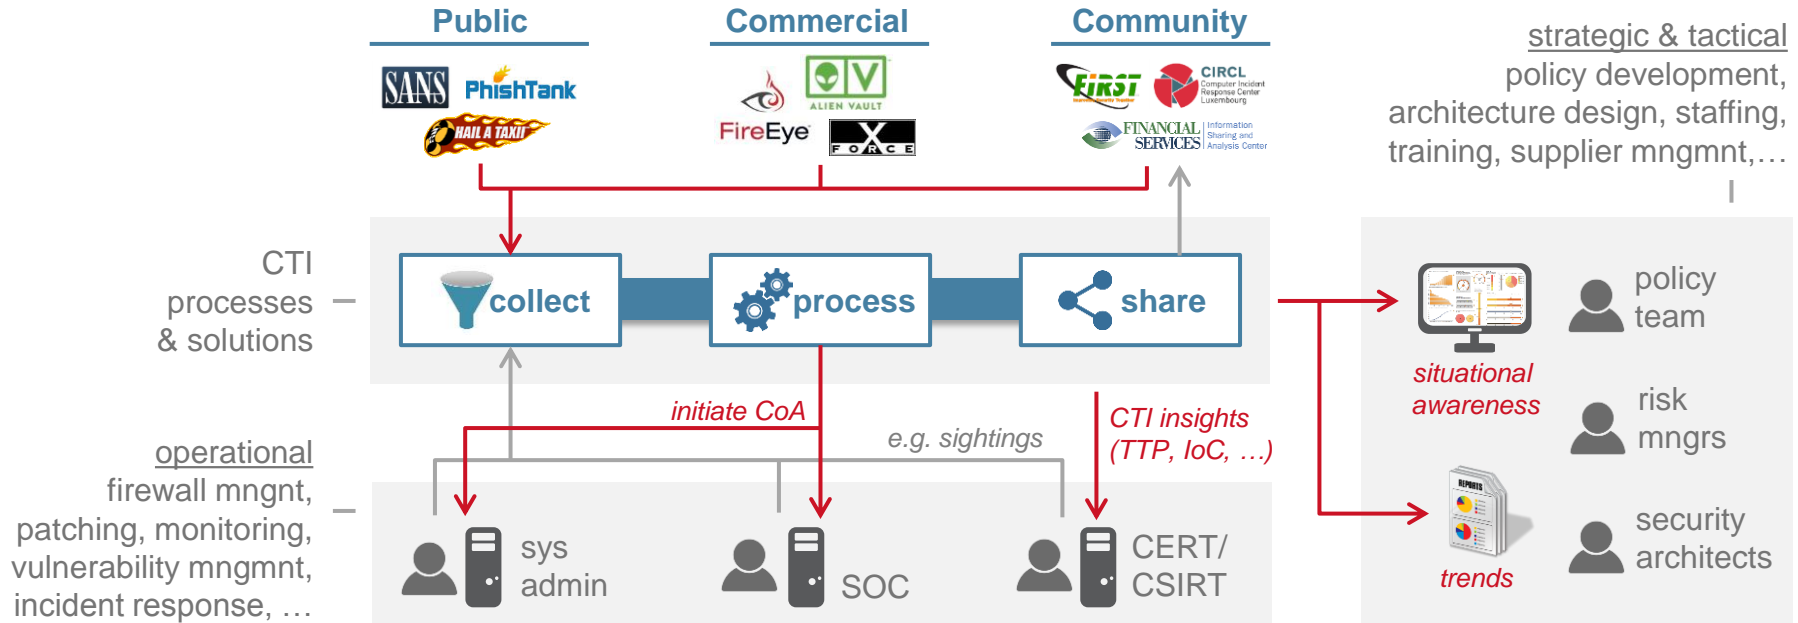 Public
Commercial
Community
SANS
PhishTank
HAIL A TAXII
FireEye
ALIEN VAULT
X
FORCE
FIRST
CIRCL
Computer Incident
Response Center
Luxembourg
FINANCIAL
SERVICES
Information
Sharing and
Analysis Center
strategic & tactical
policy development,
architecture design, staffing,
training, supplier mngmnt,…
CTI
processes
& solutions
collect
process
share
policy
team
situational
awareness
risk
mngrs
REPORTS
trends
security
architects
initiate CoA
e.g. sightings
CTI insights
(TTP, IoC, …)
operational
firewall mngnt,
patching, monitoring,
vulnerability mngmnt,
incident response, …
sys
admin
SOC
CERT/
CSIRT